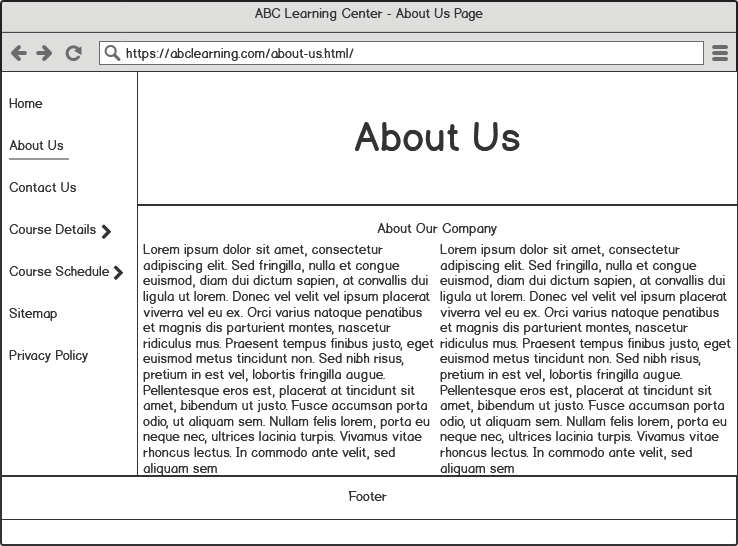 ABC Learning Center - About Us Page
https://abclearning.com/about-us.html/
Home
About Us
Contact Us
Course Details
Course Schedule
Sitemap
Privacy Policy
About Us
About Our Company
Lorem ipsum dolor sit amet, consectetur
adipiscing elit. Sed fringilla, nulla et congue
euismod, diam dui dictum sapien, at convallis dui
ligula ut lorem. Donec vel velit vel ipsum placerat
viverra vel eu ex. Orci varius natoque penatibus
et magnis dis parturient montes, nascetur
ridiculus mus. Praesent tempus finibus justo, eget
euismod metus tincidunt non. Sed nibh risus,
pretium in est vel, lobortis fringilla augue.
Pellentesque eros est, placerat at tincidunt sit
amet, bibendum ut justo. Fusce accumsan porta
odio, ut aliquam sem. Nullam felis lorem, porta eu
neque nec, ultrices lacinia turpis. Vivamus vitae
rhoncus lectus. In commodo ante velit, sed
aliquam sem
Lorem ipsum dolor sit amet, consectetur
adipiscing elit. Sed fringilla, nulla et congue
euismod, diam dui dictum sapien, at convallis dui
ligula ut lorem. Donec vel velit vel ipsum placerat
viverra vel eu ex. Orci varius natoque penatibus
et magnis dis parturient montes, nascetur
ridiculus mus. Praesent tempus finibus justo, eget
euismod metus tincidunt non. Sed nibh risus,
pretium in est vel, lobortis fringilla augue.
Pellentesque eros est, placerat at tincidunt sit
amet, bibendum ut justo. Fusce accumsan porta
odio, ut aliquam sem. Nullam felis lorem, porta eu
neque nec, ultrices lacinia turpis. Vivamus vitae
rhoncus lectus. In commodo ante velit, sed
aliquam sem
Footer